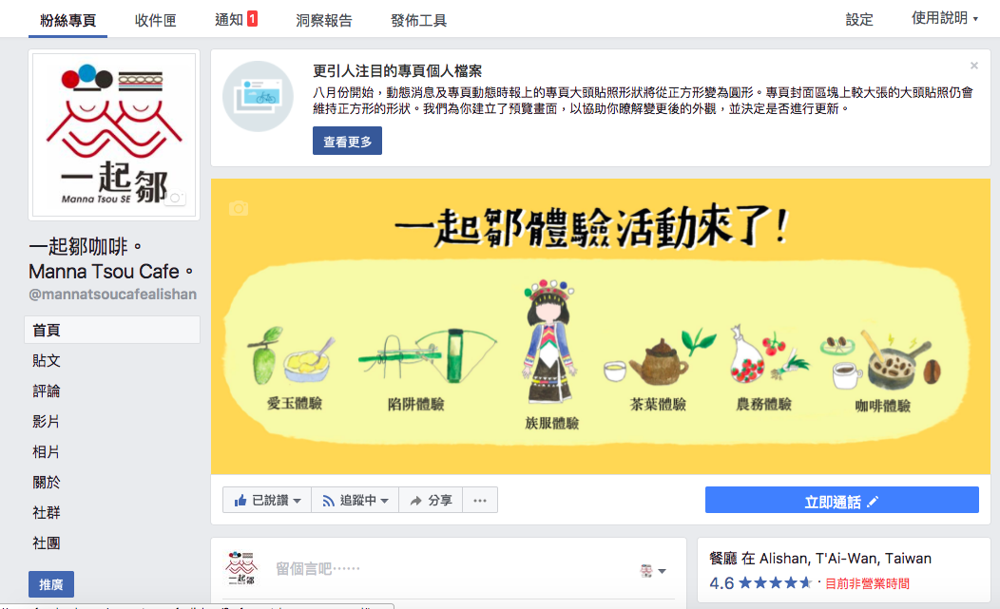 粉絲專頁
收件匣
通知 1
洞察報告
發佈工具
設定
使用說明
一起鄒
Manna Tsou SE
一起鄒咖啡。
Manna Tsou Cafe。
@mannatsoucafealishan
首頁
貼文
評論
影片
相片
關於
社群
社團
推廣
更引人注目的專頁個人檔案
八月份開始，動態消息及專頁動態時報上的專頁大頭貼照形狀將從正方形變為圓形。專頁封面區塊上較大張的大頭貼照仍會
維持正方形的形狀。我們為你建立了預覽畫面，以協助你瞭解變更後的外觀，並決定是否進行更新。
查看更多
一起鄒體驗活動來了!
愛玉體驗
陷阱體驗
族服體驗
茶葉體驗
農務體驗
咖啡體驗
已說讚
追蹤中
分享
立即通話
一起鄒
留個言吧……
餐廳 在 Alishan, T'Ai-Wan, Taiwan
4.6 ★★★★★ · 目前非營業時間